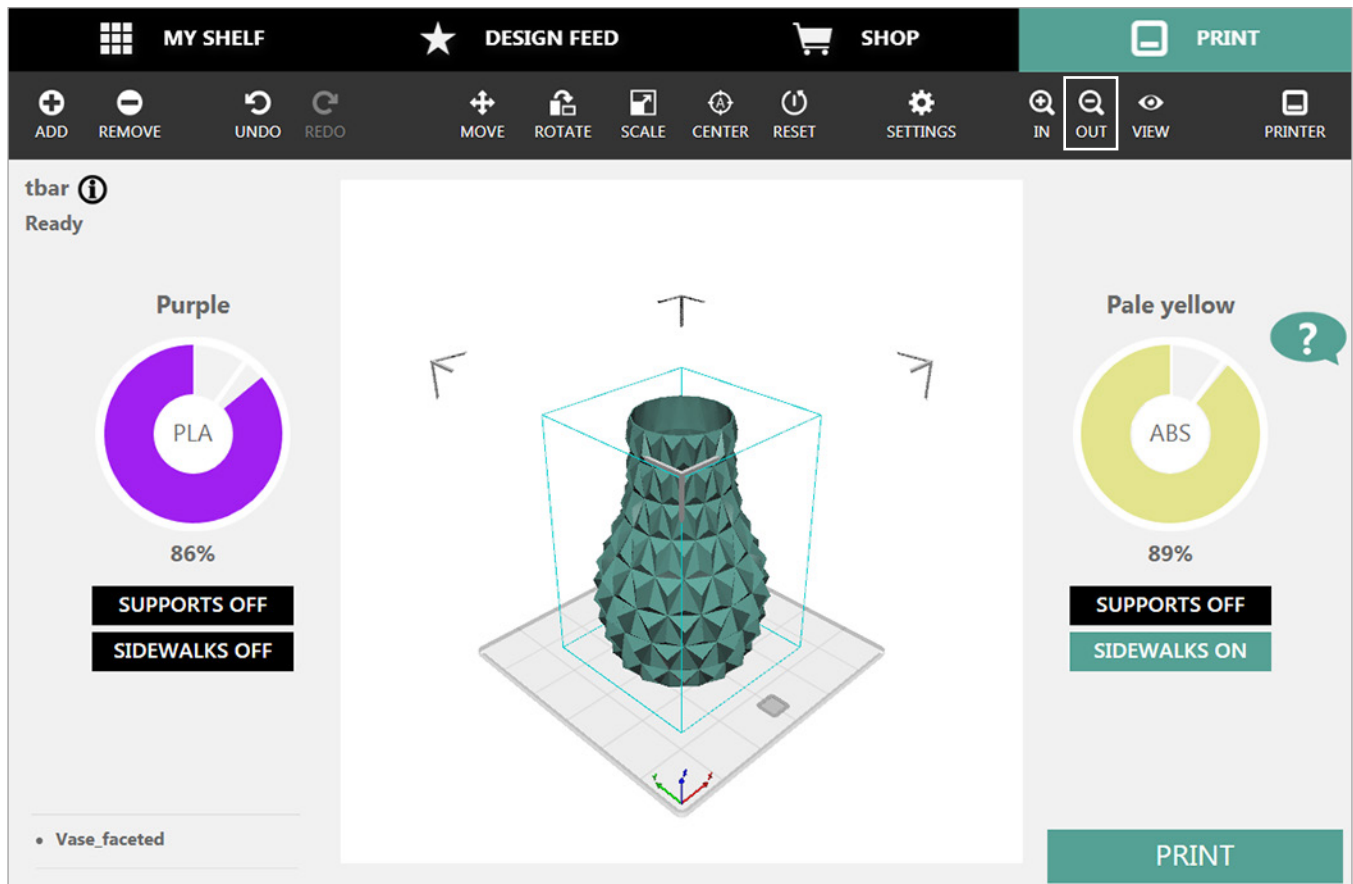 MY SHELF
DESIGN FEED
SHOP
PRINT
ADD
REMOVE
UNDO
REDO
MOVE
ROTATE
SCALE
CENTER
RESET
SETTINGS
IN
OUT
VIEW
PRINTER
tbar
Ready
Purple
PLA
86%
SUPPORTS OFF
SIDEWALKS OFF
Pale yellow
?
ABS
89%
SUPPORTS OFF
SIDEWALKS ON
• Vase_faceted
PRINT